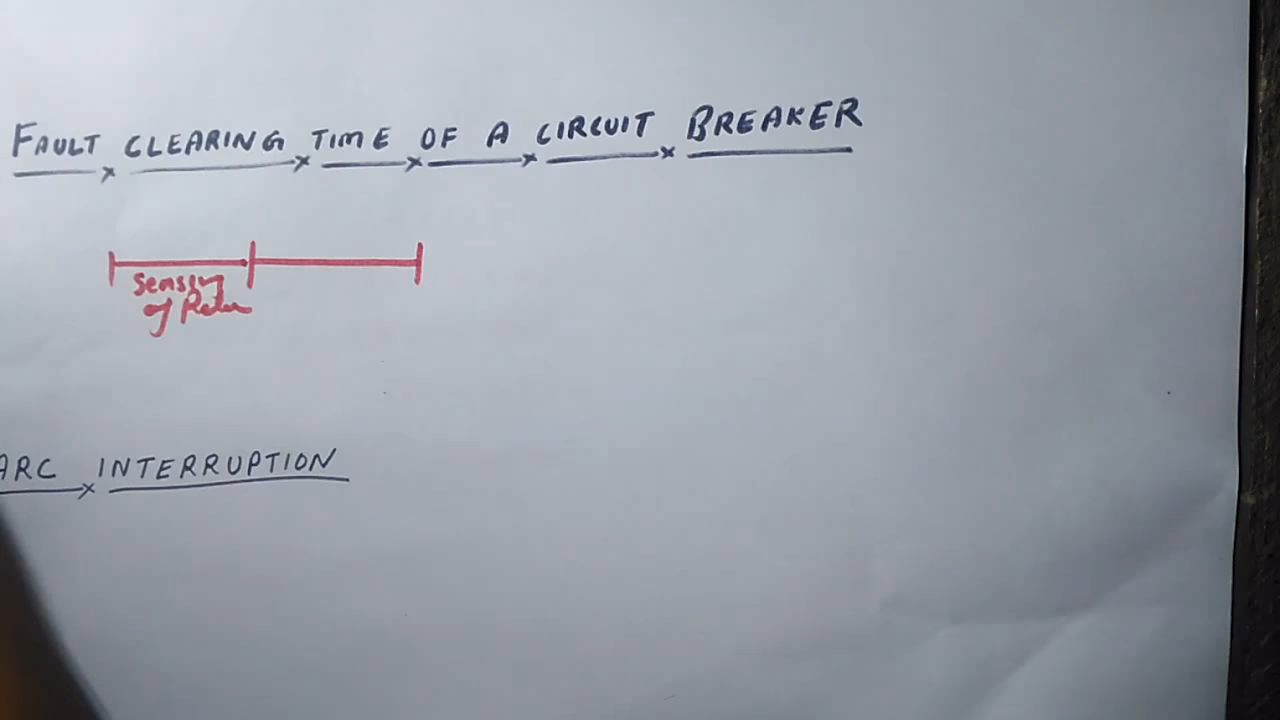 FAULT CLEARING TIME OF A CIRCUIT BREAKER
Sensing
of Relay
ARC INTERRUPTION